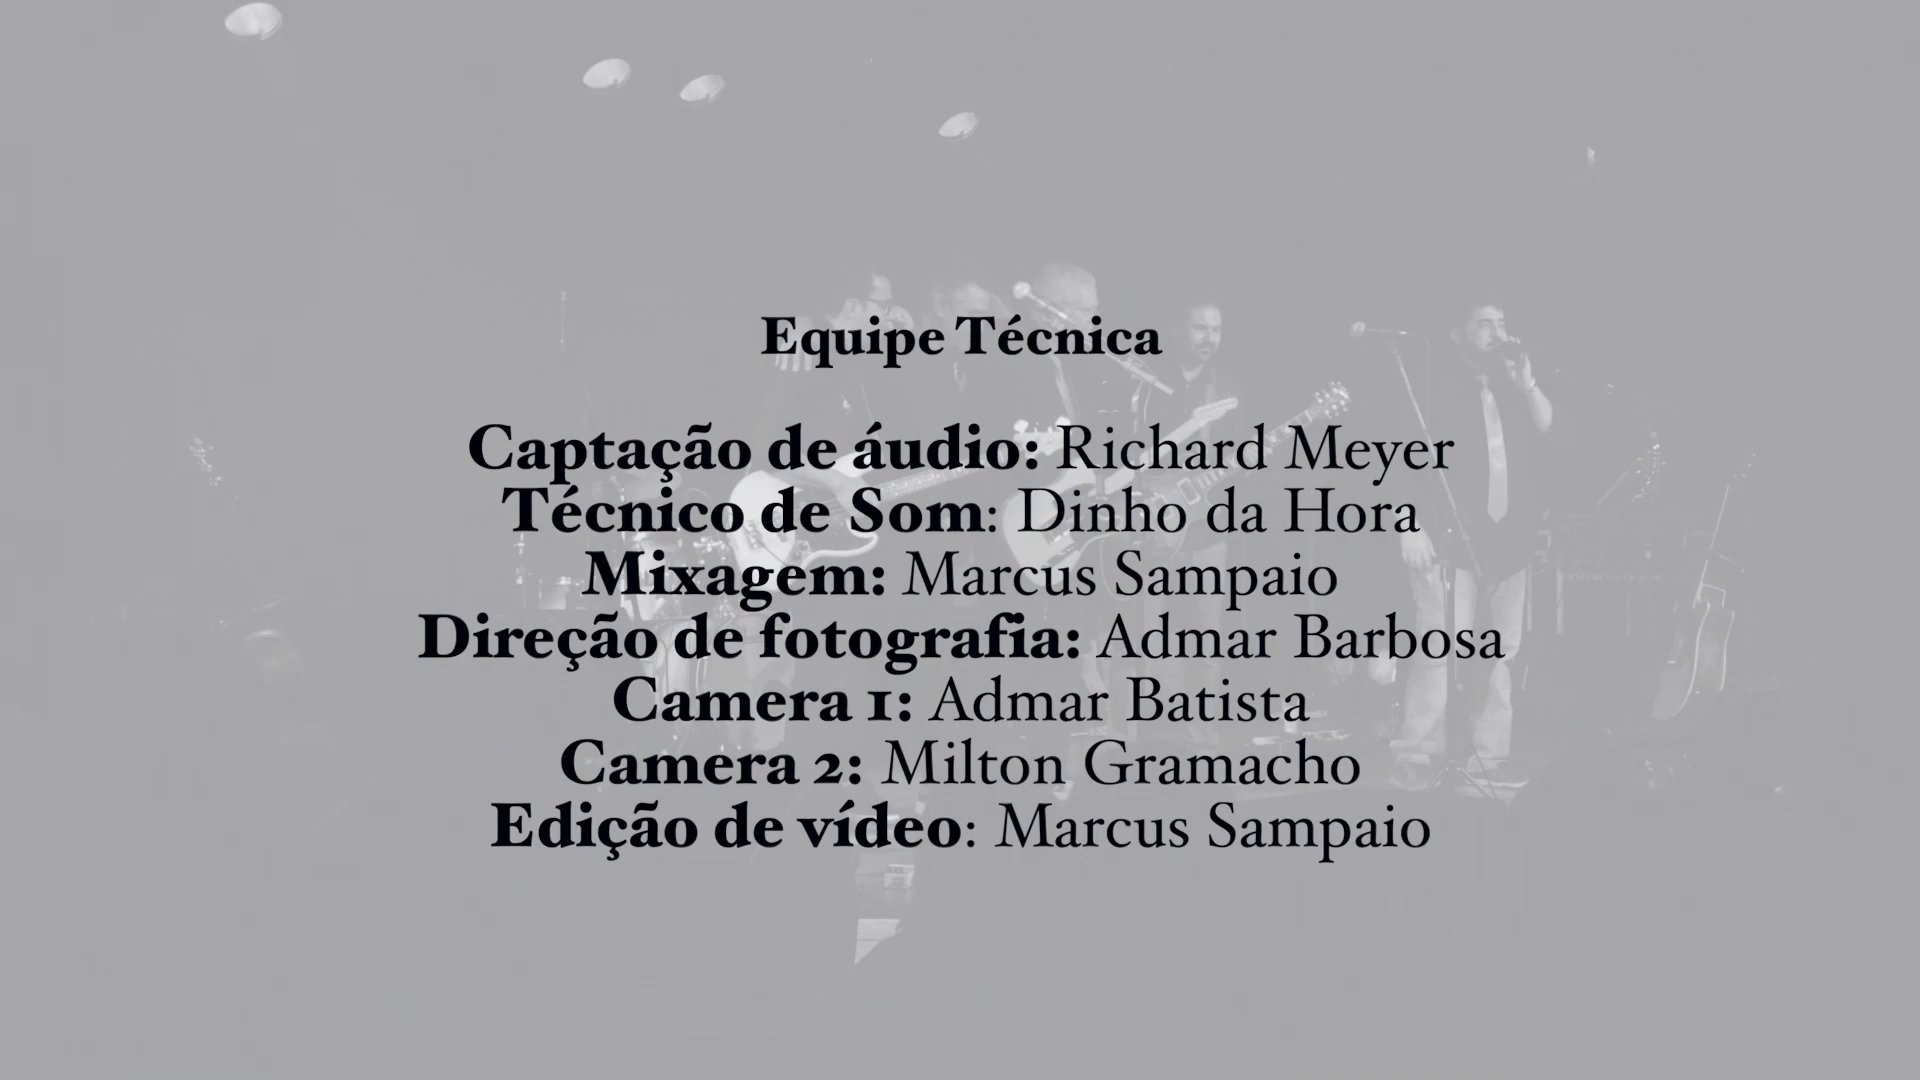 Equipe Técnica
Captação de áudio: Richard Meyer
Técnico de Som: Dinho da Hora
Mixagem: Marcus Sampaio
Direção de fotografia: Admar Barbosa
Camera 1: Admar Batista
Camera 2: Milton Gramacho
Edição de vídeo: Marcus Sampaio